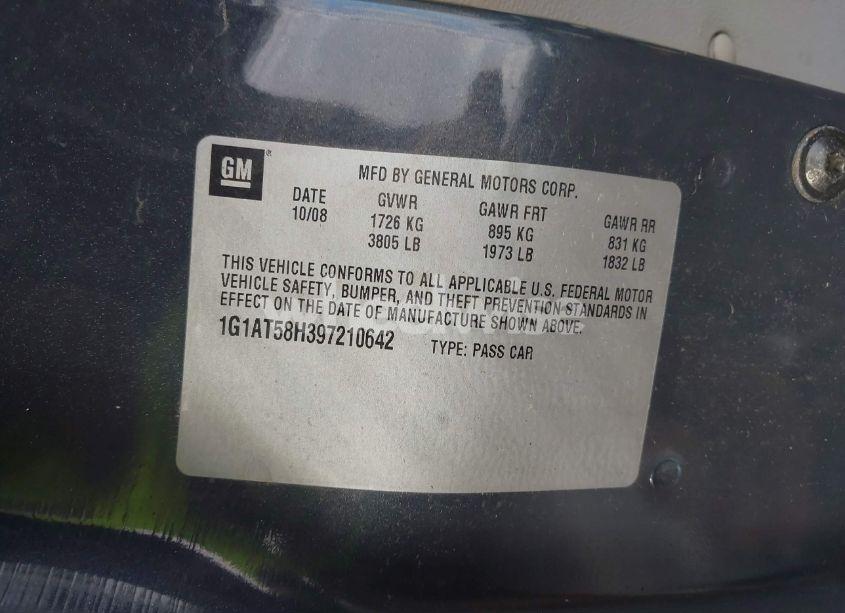 GM
MFD BY GENERAL MOTORS CORP.
DATE GVWR GAWR FRT GAWR RR
10/08 1726 KG 895 KG 831 KG
3805 LB 1973 LB 1832 LB
THIS VEHICLE CONFORMS TO ALL APPLICABLE U.S. FEDERAL MOTOR
VEHICLE SAFETY, BUMPER, AND THEFT PREVENTION STANDARDS IN
EFFECT ON THE DATE OF MANUFACTURE SHOWN ABOVE.
1G1AT58H397210642 TYPE: PASS CAR